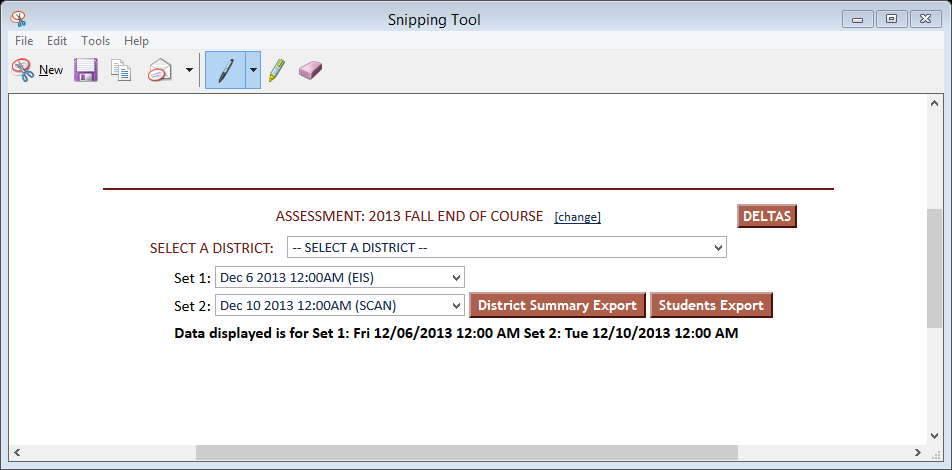 Snipping Tool
File Edit Tools Help
New
ASSESSMENT: 2013 FALL END OF COURSE [change] DELTAS
SELECT A DISTRICT: -- SELECT A DISTRICT --
Set 1: Dec 6 2013 12:00AM (EIS)
Set 2: Dec 10 2013 12:00AM (SCAN) District Summary Export Students Export
Data displayed is for Set 1: Fri 12/06/2013 12:00 AM Set 2: Tue 12/10/2013 12:00 AM